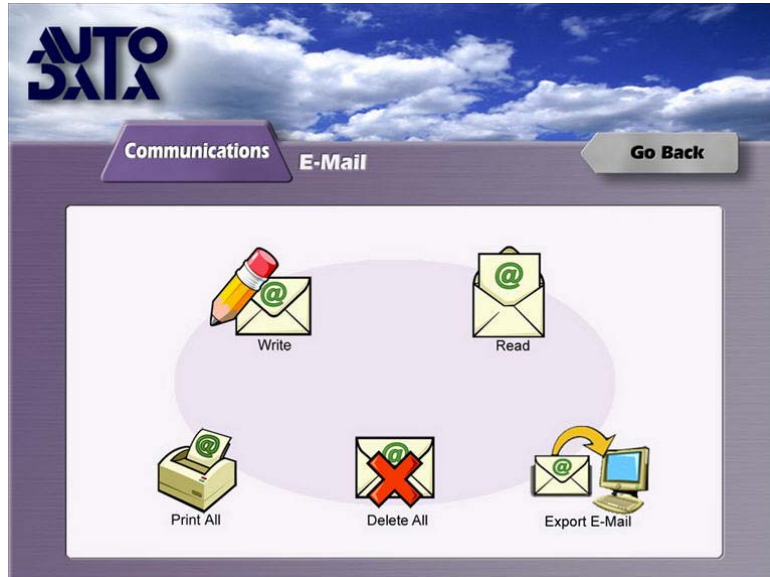 AUTO
DATA
Communications
E-Mail
Go Back
@
@
Write
Read
@
@
@
Print All
Delete All
Export E-Mail